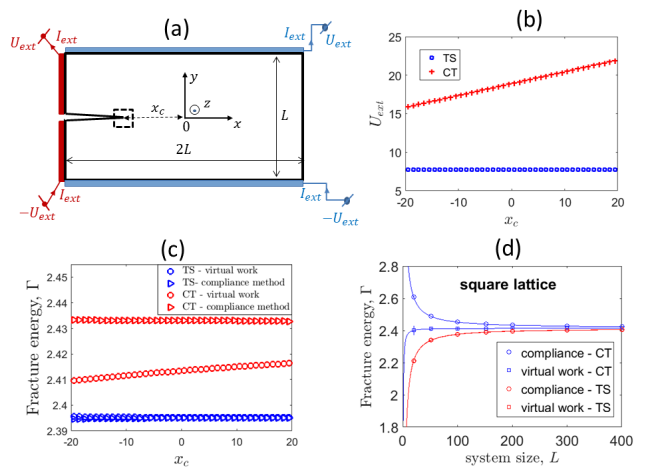 (a)
U_ext
I_ext
I_ext
U_ext
y
x_c
z
0
x
L
2L
I_ext
−U_ext
I_ext
−U_ext
(b)
TS
CT
U_ext
25
20
15
10
5
-20
-10
0
10
20
x_c
(c)
TS - virtual work
TS- compliance method
CT - virtual work
CT - compliance method
Fracture energy, Γ
2.45
2.44
2.43
2.42
2.41
2.4
2.39
-20
-10
0
10
20
x_c
(d)
square lattice
Fracture energy, Γ
2.8
2.6
2.4
2.2
2
1.8
compliance - CT
virtual work - CT
compliance - TS
virtual work - TS
0
100
200
300
400
system size, L